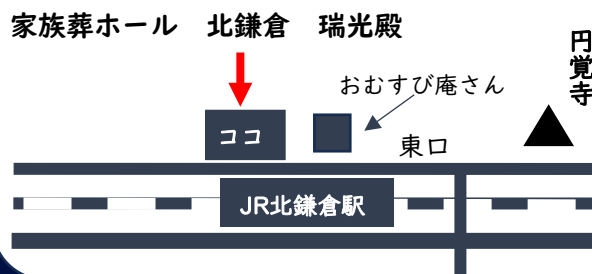 家族葬ホール　北鎌倉　瑞光殿
円覚寺
おむすび庵さん
ココ
東口
JR北鎌倉駅